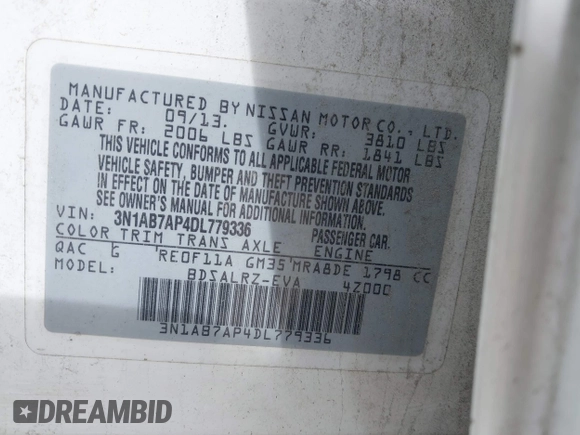 MANUFACTURED BY NISSAN MOTOR CO., LTD.
DATE: 09/13. GVWR: 3810 LBS
GAWR FR: 2006 LBS GAWR RR: 1841 LBS
THIS VEHICLE CONFORMS TO ALL APPLICABLE FEDERAL MOTOR
VEHICLE SAFETY, BUMPER AND THEFT PREVENTION STANDARDS
IN EFFECT ON THE DATE OF MANUFACTURE SHOWN ABOVE.
SEE OWNER'S MANUAL FOR ADDITIONAL INFORMATION
VIN: 3N1AB7AP4DL779336 PASSENGER CAR.
COLOR TRIM TRANS AXLE ENGINE
QAC G RE0F11A GM35 MRA8DE 1798 CC
MODEL: BDSALRZ-EVA 4Z00C
3N1AB7AP4DL779336
DREAMBID